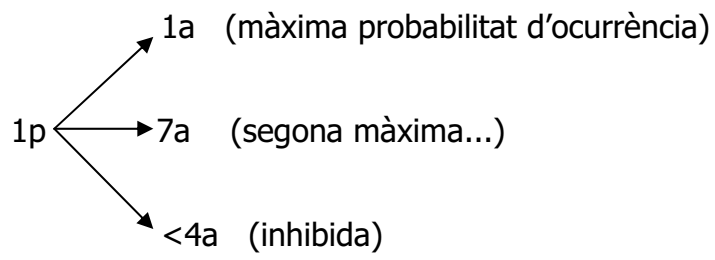 1a (màxima probabilitat d’ocurrència)
1p 7a (segona màxima...)
<4a (inhibida)